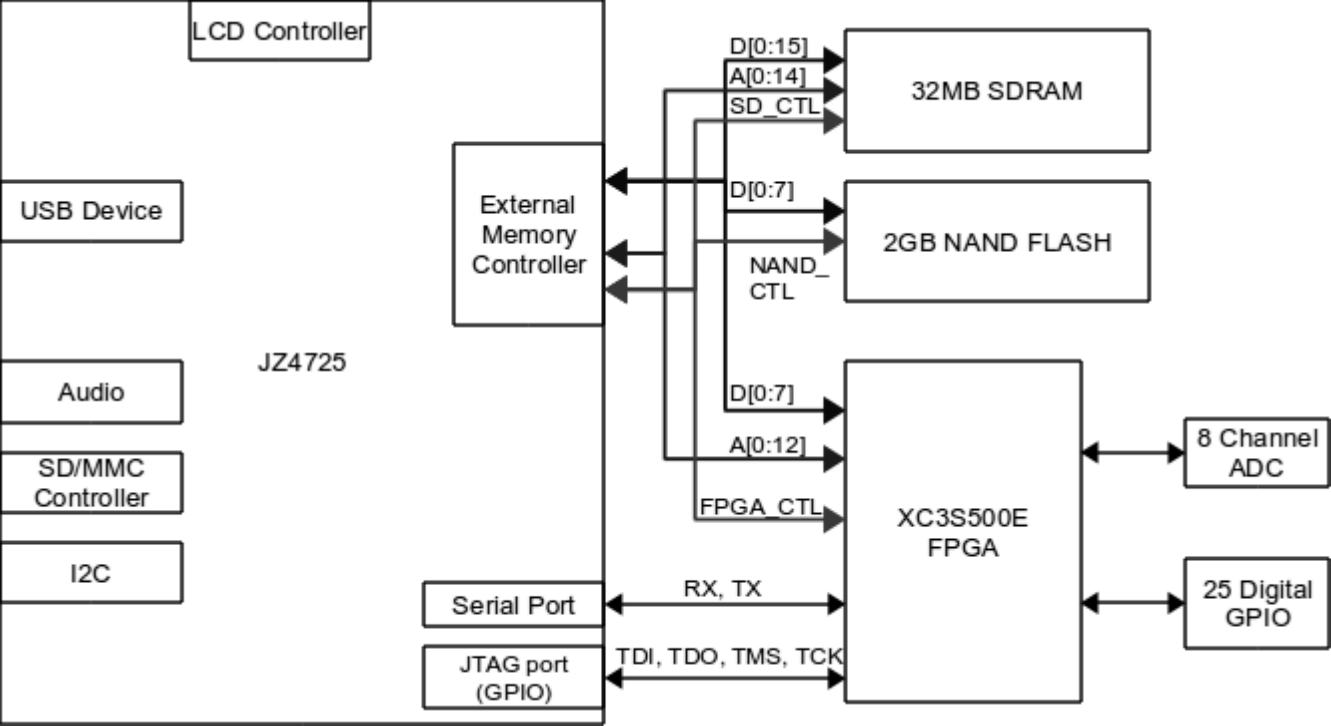 LCD Controller
D[0:15]
A[0:14]
SD_CTL
32MB SDRAM
USB Device
External
Memory
Controller
D[0:7]
NAND_
CTL
2GB NAND FLASH
JZ4725
Audio
SD/MMC
Controller
I2C
D[0:7]
A[0:12]
FPGA_CTL
XC3S500E
FPGA
8 Channel
ADC
25 Digital
GPIO
Serial Port
RX, TX
JTAG port
(GPIO)
TDI, TDO, TMS, TCK